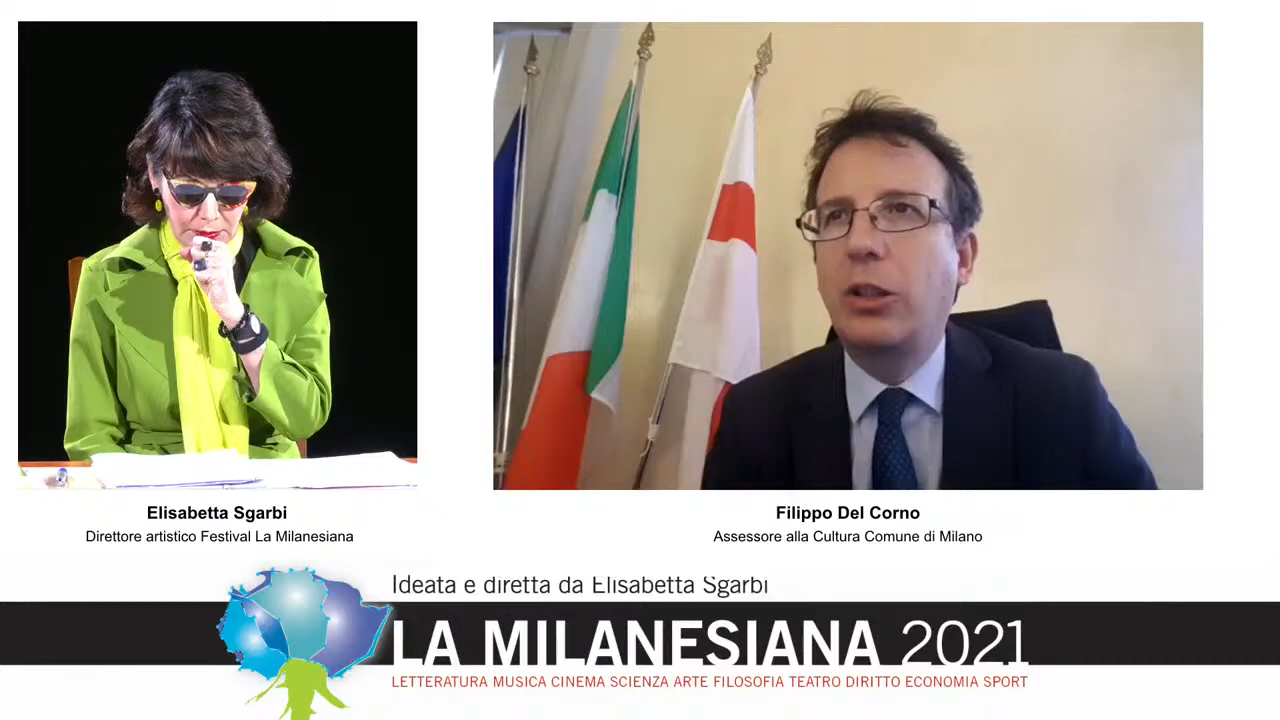 Elisabetta Sgarbi
Direttore artistico Festival La Milanesiana
Filippo Del Corno
Assessore alla Cultura Comune di Milano
Ideata e diretta da Elisabetta Sgarbi
LA MILANESIANA 2021
LETTERATURA MUSICA CINEMA SCIENZA ARTE FILOSOFIA TEATRO DIRITTO ECONOMIA SPORT